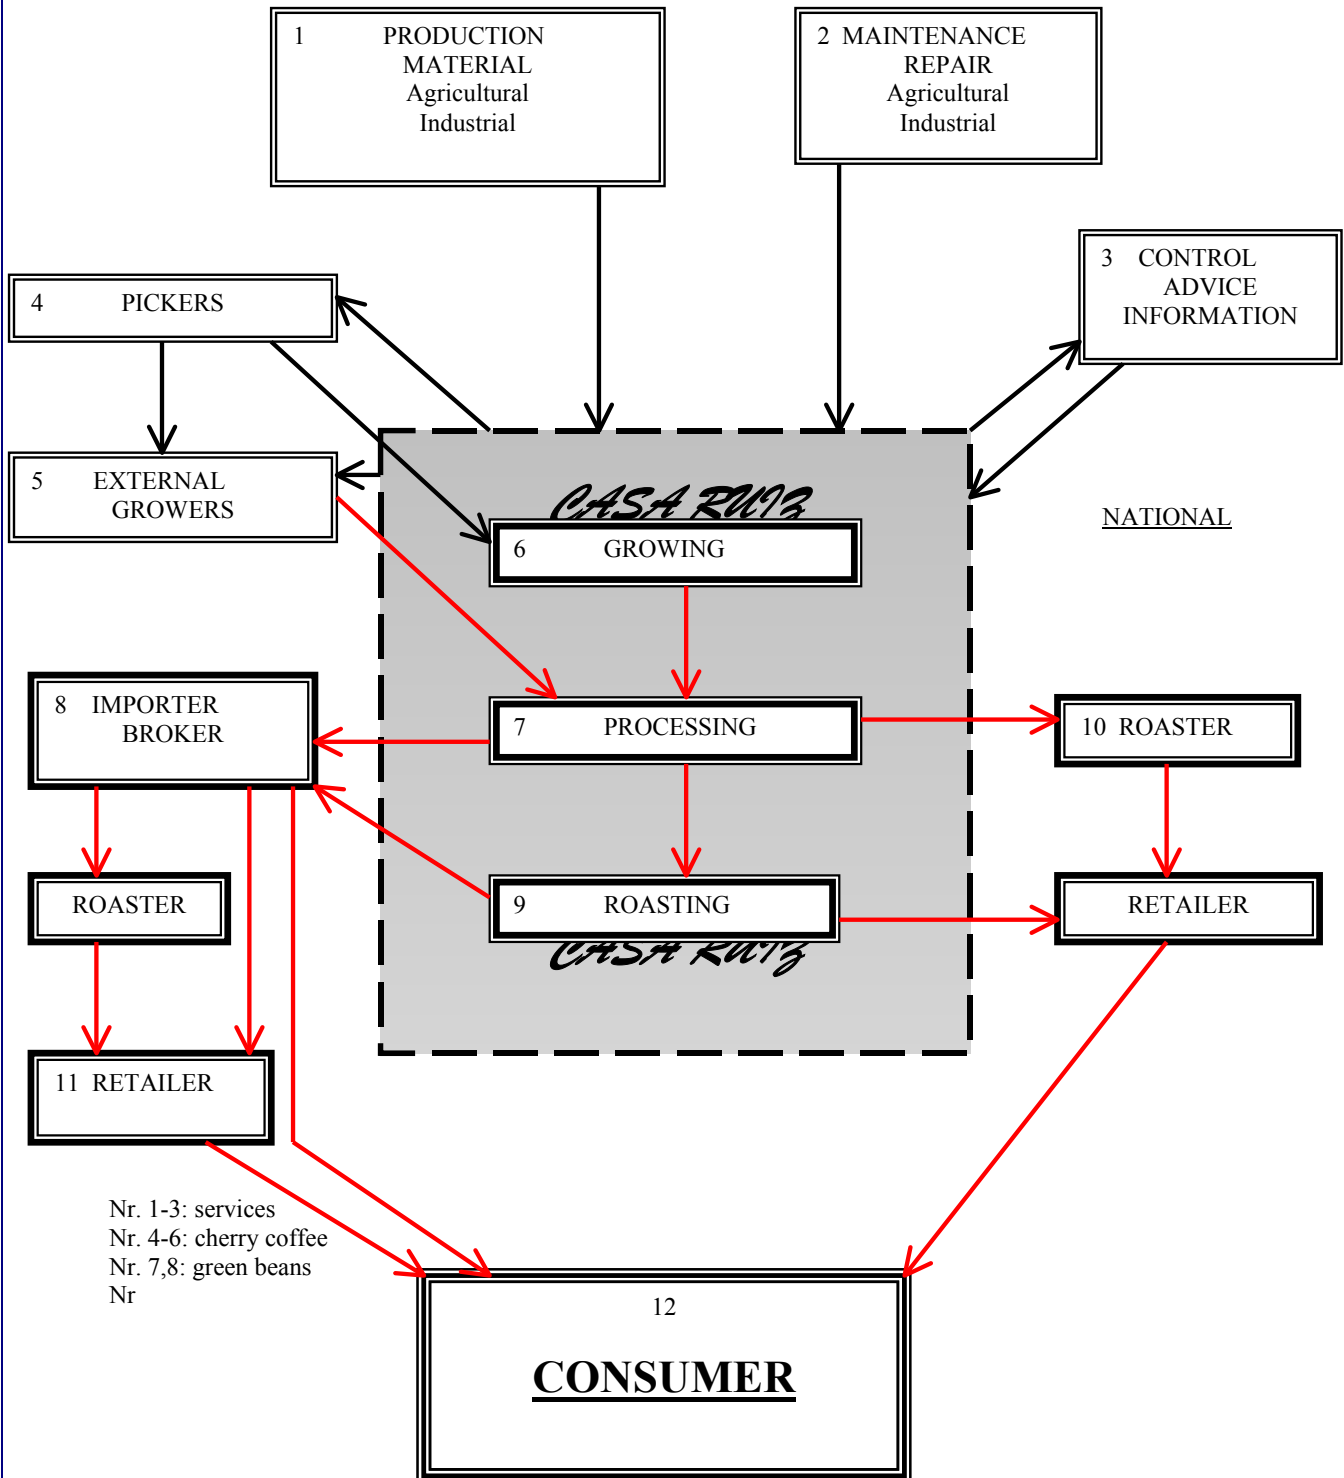 1 PRODUCTION
MATERIAL
Agricultural
Industrial
2 MAINTENANCE
REPAIR
Agricultural
Industrial
3 CONTROL
ADVICE
INFORMATION
4 PICKERS
5 EXTERNAL
GROWERS
CASA RUIZ
NATIONAL
6 GROWING
8 IMPORTER
BROKER
7 PROCESSING
10 ROASTER
ROASTER
9 ROASTING
RETAILER
CASA RUIZ
11 RETAILER
Nr. 1-3: services
Nr. 4-6: cherry coffee
Nr. 7,8: green beans
Nr
12
CONSUMER